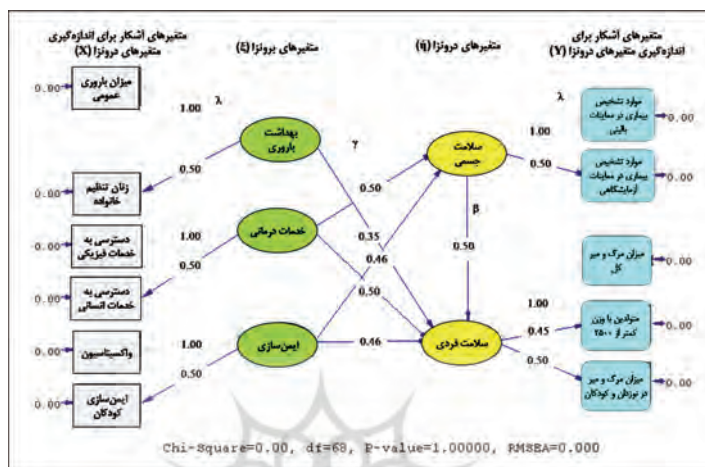 متغیرهای آشکار برای اندازه‌گیری
متغیرهای درونزا (X)
متغیرهای برونزا (ξ)
متغیرهای درونزا (ή)
متغیرهای آشکار برای
اندازه‌گیری متغیرهای درونزا (Y)
0.00
میزان باروری
عمومی
0.00
زنان تنظیم
خانواده
0.00
دسترسی به
خدمات فیزیکی
0.00
دسترسی به
خدمات انسانی
0.00
واکسیناسیون
0.00
ایمن‌سازی
کودکان
λ
1.00
0.50
1.00
0.50
1.00
0.50
بهداشت
باروری
خدمات درمانی
ایمن‌سازی
γ
0.50
0.35
0.46
0.50
0.46
سلامت
جسمی
β
0.50
سلامت فردی
λ
1.00
0.50
1.00
0.45
0.50
موارد تشخیص
بیماری در معاینات
بالینی
0.00
موارد تشخیص
بیماری در معاینات
آزمایشگاهی
0.00
میزان مرگ و میر
کل
0.00
متولدین با وزن
کمتر از ۲۵۰۰
0.00
میزان مرگ و میر
در نوزادان و کودکان
0.00
Chi-Square=0.00, df=68, P-value=1.00000, RMSEA=0.000